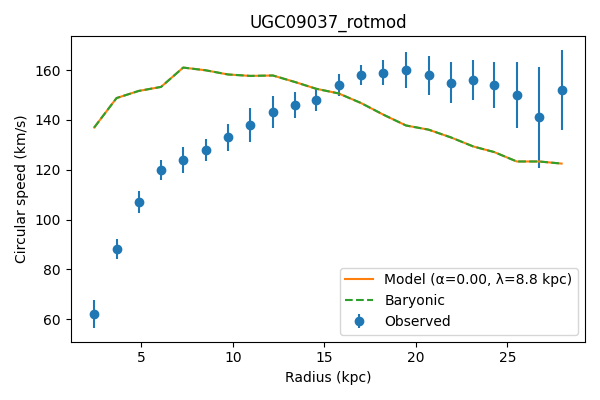 UGC09037_rotmod
Circular speed (km/s)
160
140
120
100
80
60
Model (α=0.00, λ=8.8 kpc)
Baryonic
Observed
5
10
15
20
25
Radius (kpc)